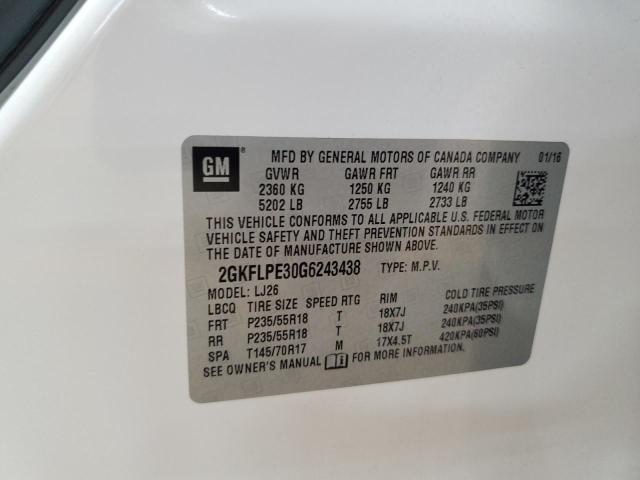 GM ® MFD BY GENERAL MOTORS OF CANADA COMPANY 01/16
GVWR GAWR FRT GAWR RR
2360 KG 1250 KG 1240 KG
5202 LB 2755 LB 2733 LB
THIS VEHICLE CONFORMS TO ALL APPLICABLE U.S. FEDERAL MOTOR
VEHICLE SAFETY AND THEFT PREVENTION STANDARDS IN EFFECT ON
THE DATE OF MANUFACTURE SHOWN ABOVE.
2GKFLPE30G6243438 TYPE: M.P.V.
MODEL: LJ26
LBCQ TIRE SIZE SPEED RTG RIM COLD TIRE PRESSURE
FRT P235/55R18 T 18X7J 240KPA(35PSI)
RR P235/55R18 T 18X7J 240KPA(35PSI)
SPA T145/70R17 M 17X4.5T 420KPA(60PSI)
SEE OWNER'S MANUAL FOR MORE INFORMATION